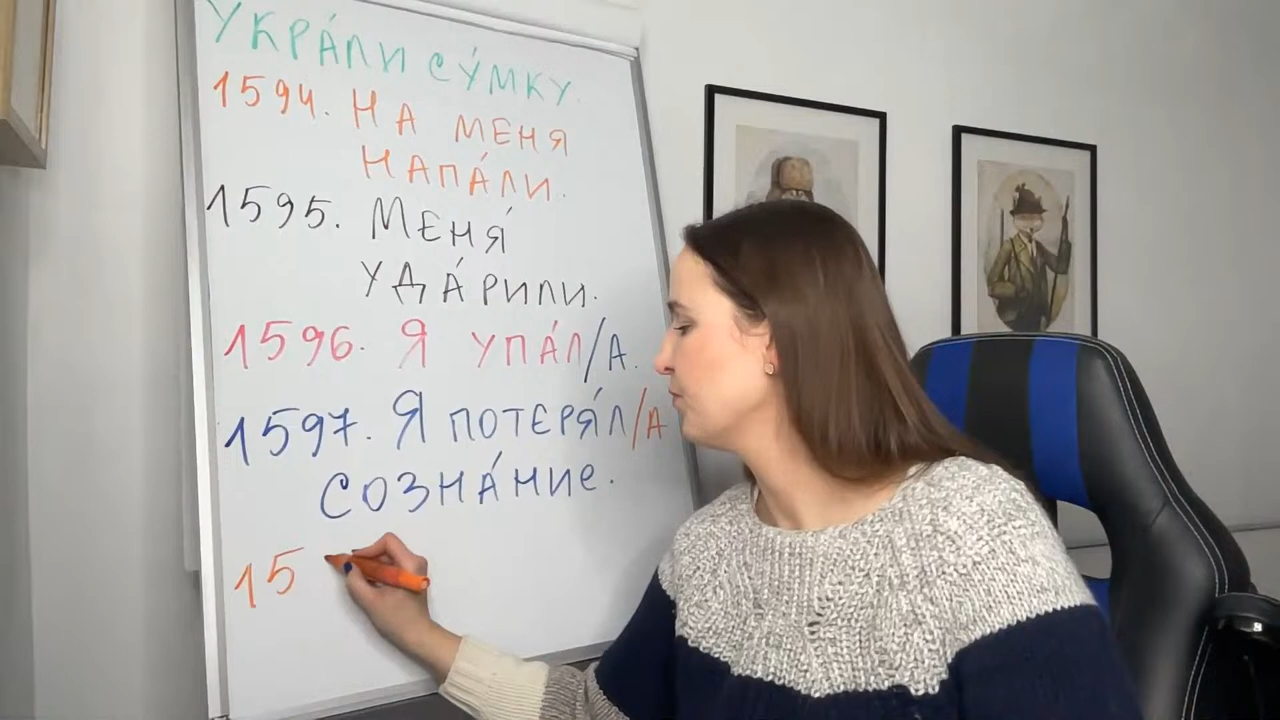 УКРА́ЛИ СУ́МКУ.
1594. НА МЕНЯ
НАПА́ЛИ.
1595. МЕНЯ́
УДА́РИЛИ.
1596. Я УПА́Л/А.
1597. Я ПОТЕРЯ́Л/А
СОЗНА́НИЕ.
15